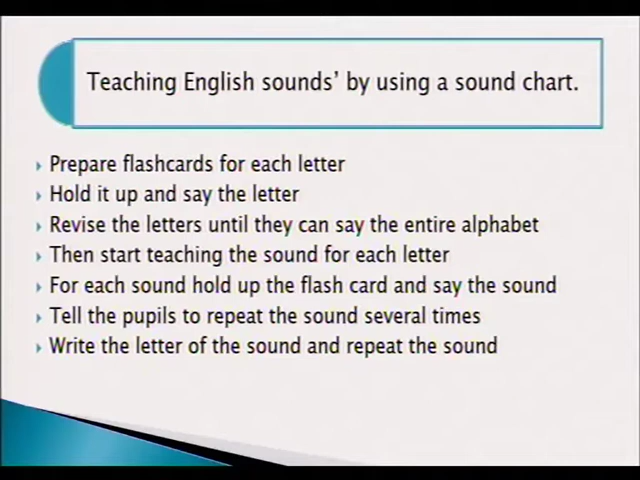 Teaching English sounds’ by using a sound chart.
Prepare flashcards for each letter
Hold it up and say the letter
Revise the letters until they can say the entire alphabet
Then start teaching the sound for each letter
For each sound hold up the flash card and say the sound
Tell the pupils to repeat the sound several times
Write the letter of the sound and repeat the sound